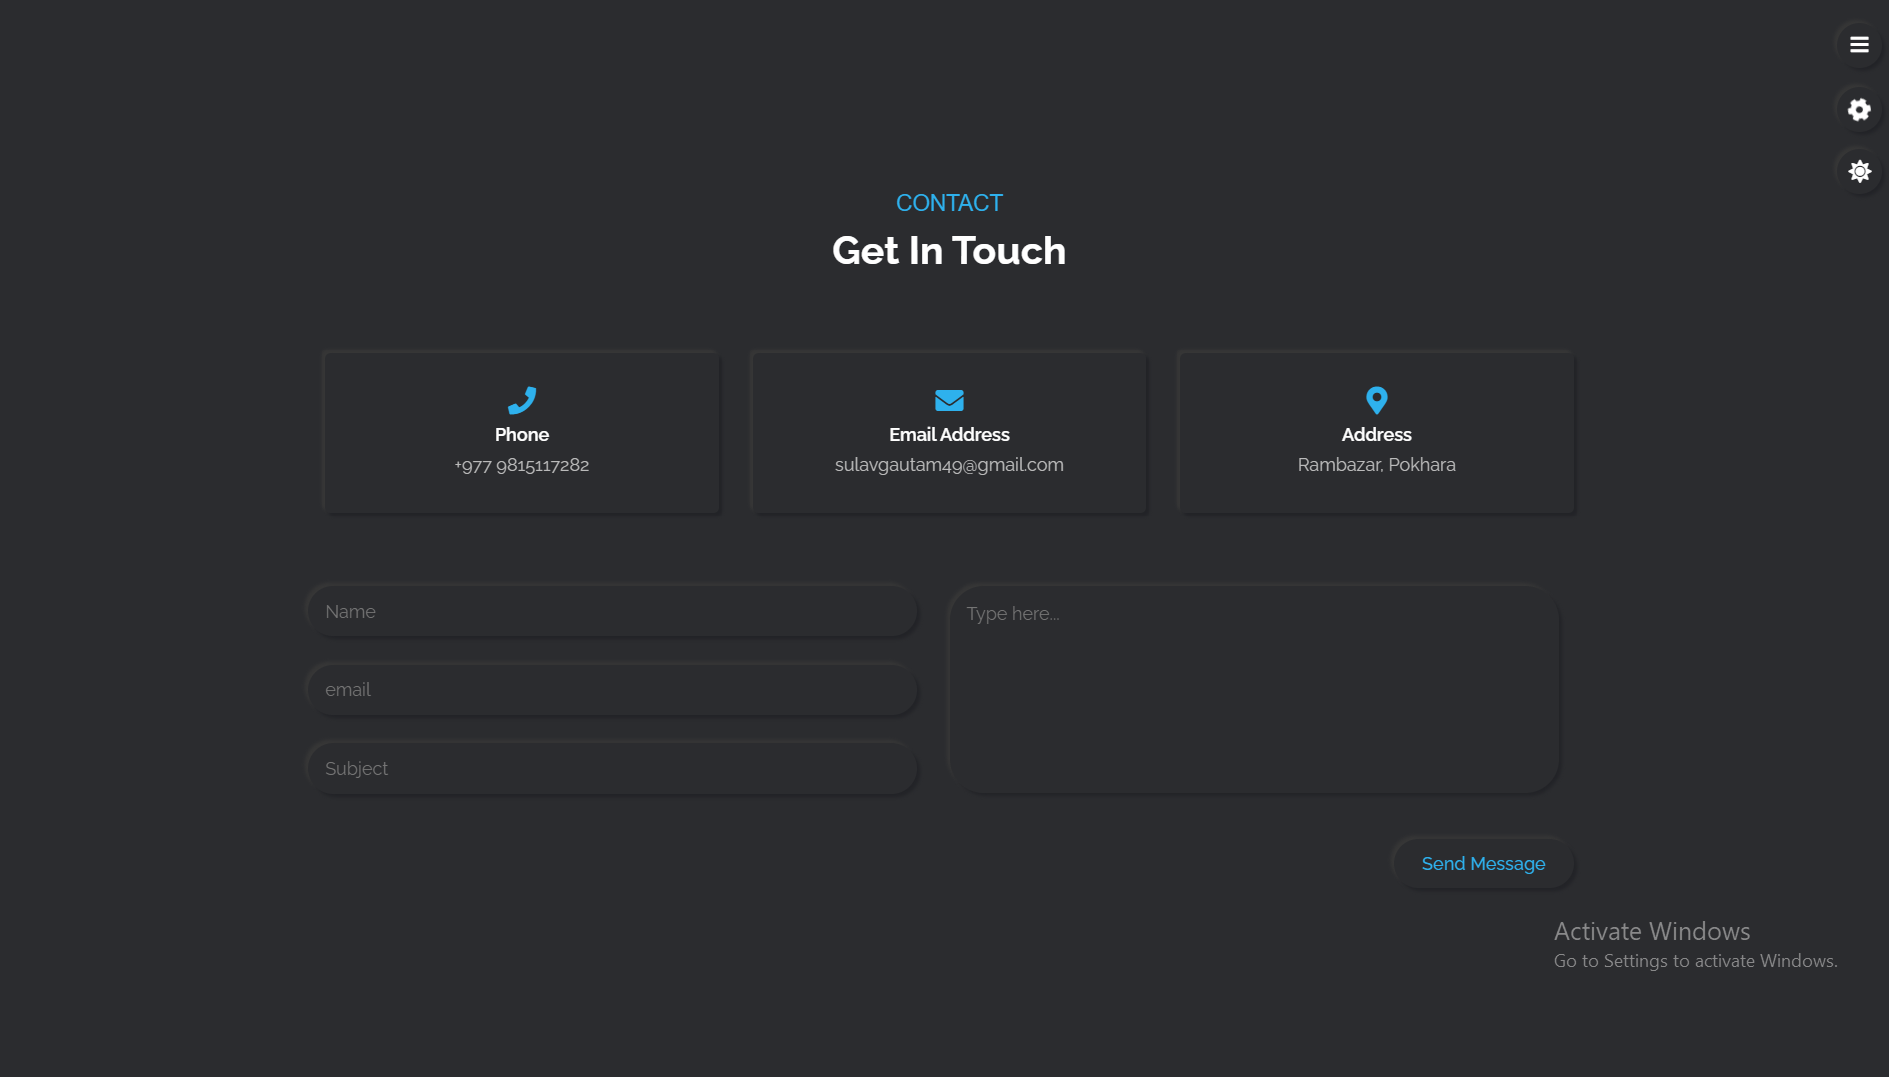 CONTACT
Get In Touch
Phone
+977 9815117282
Email Address
sulavgautam49@gmail.com
Address
Rambazar, Pokhara
Name
email
Subject
Type here...
Send Message
Activate Windows
Go to Settings to activate Windows.